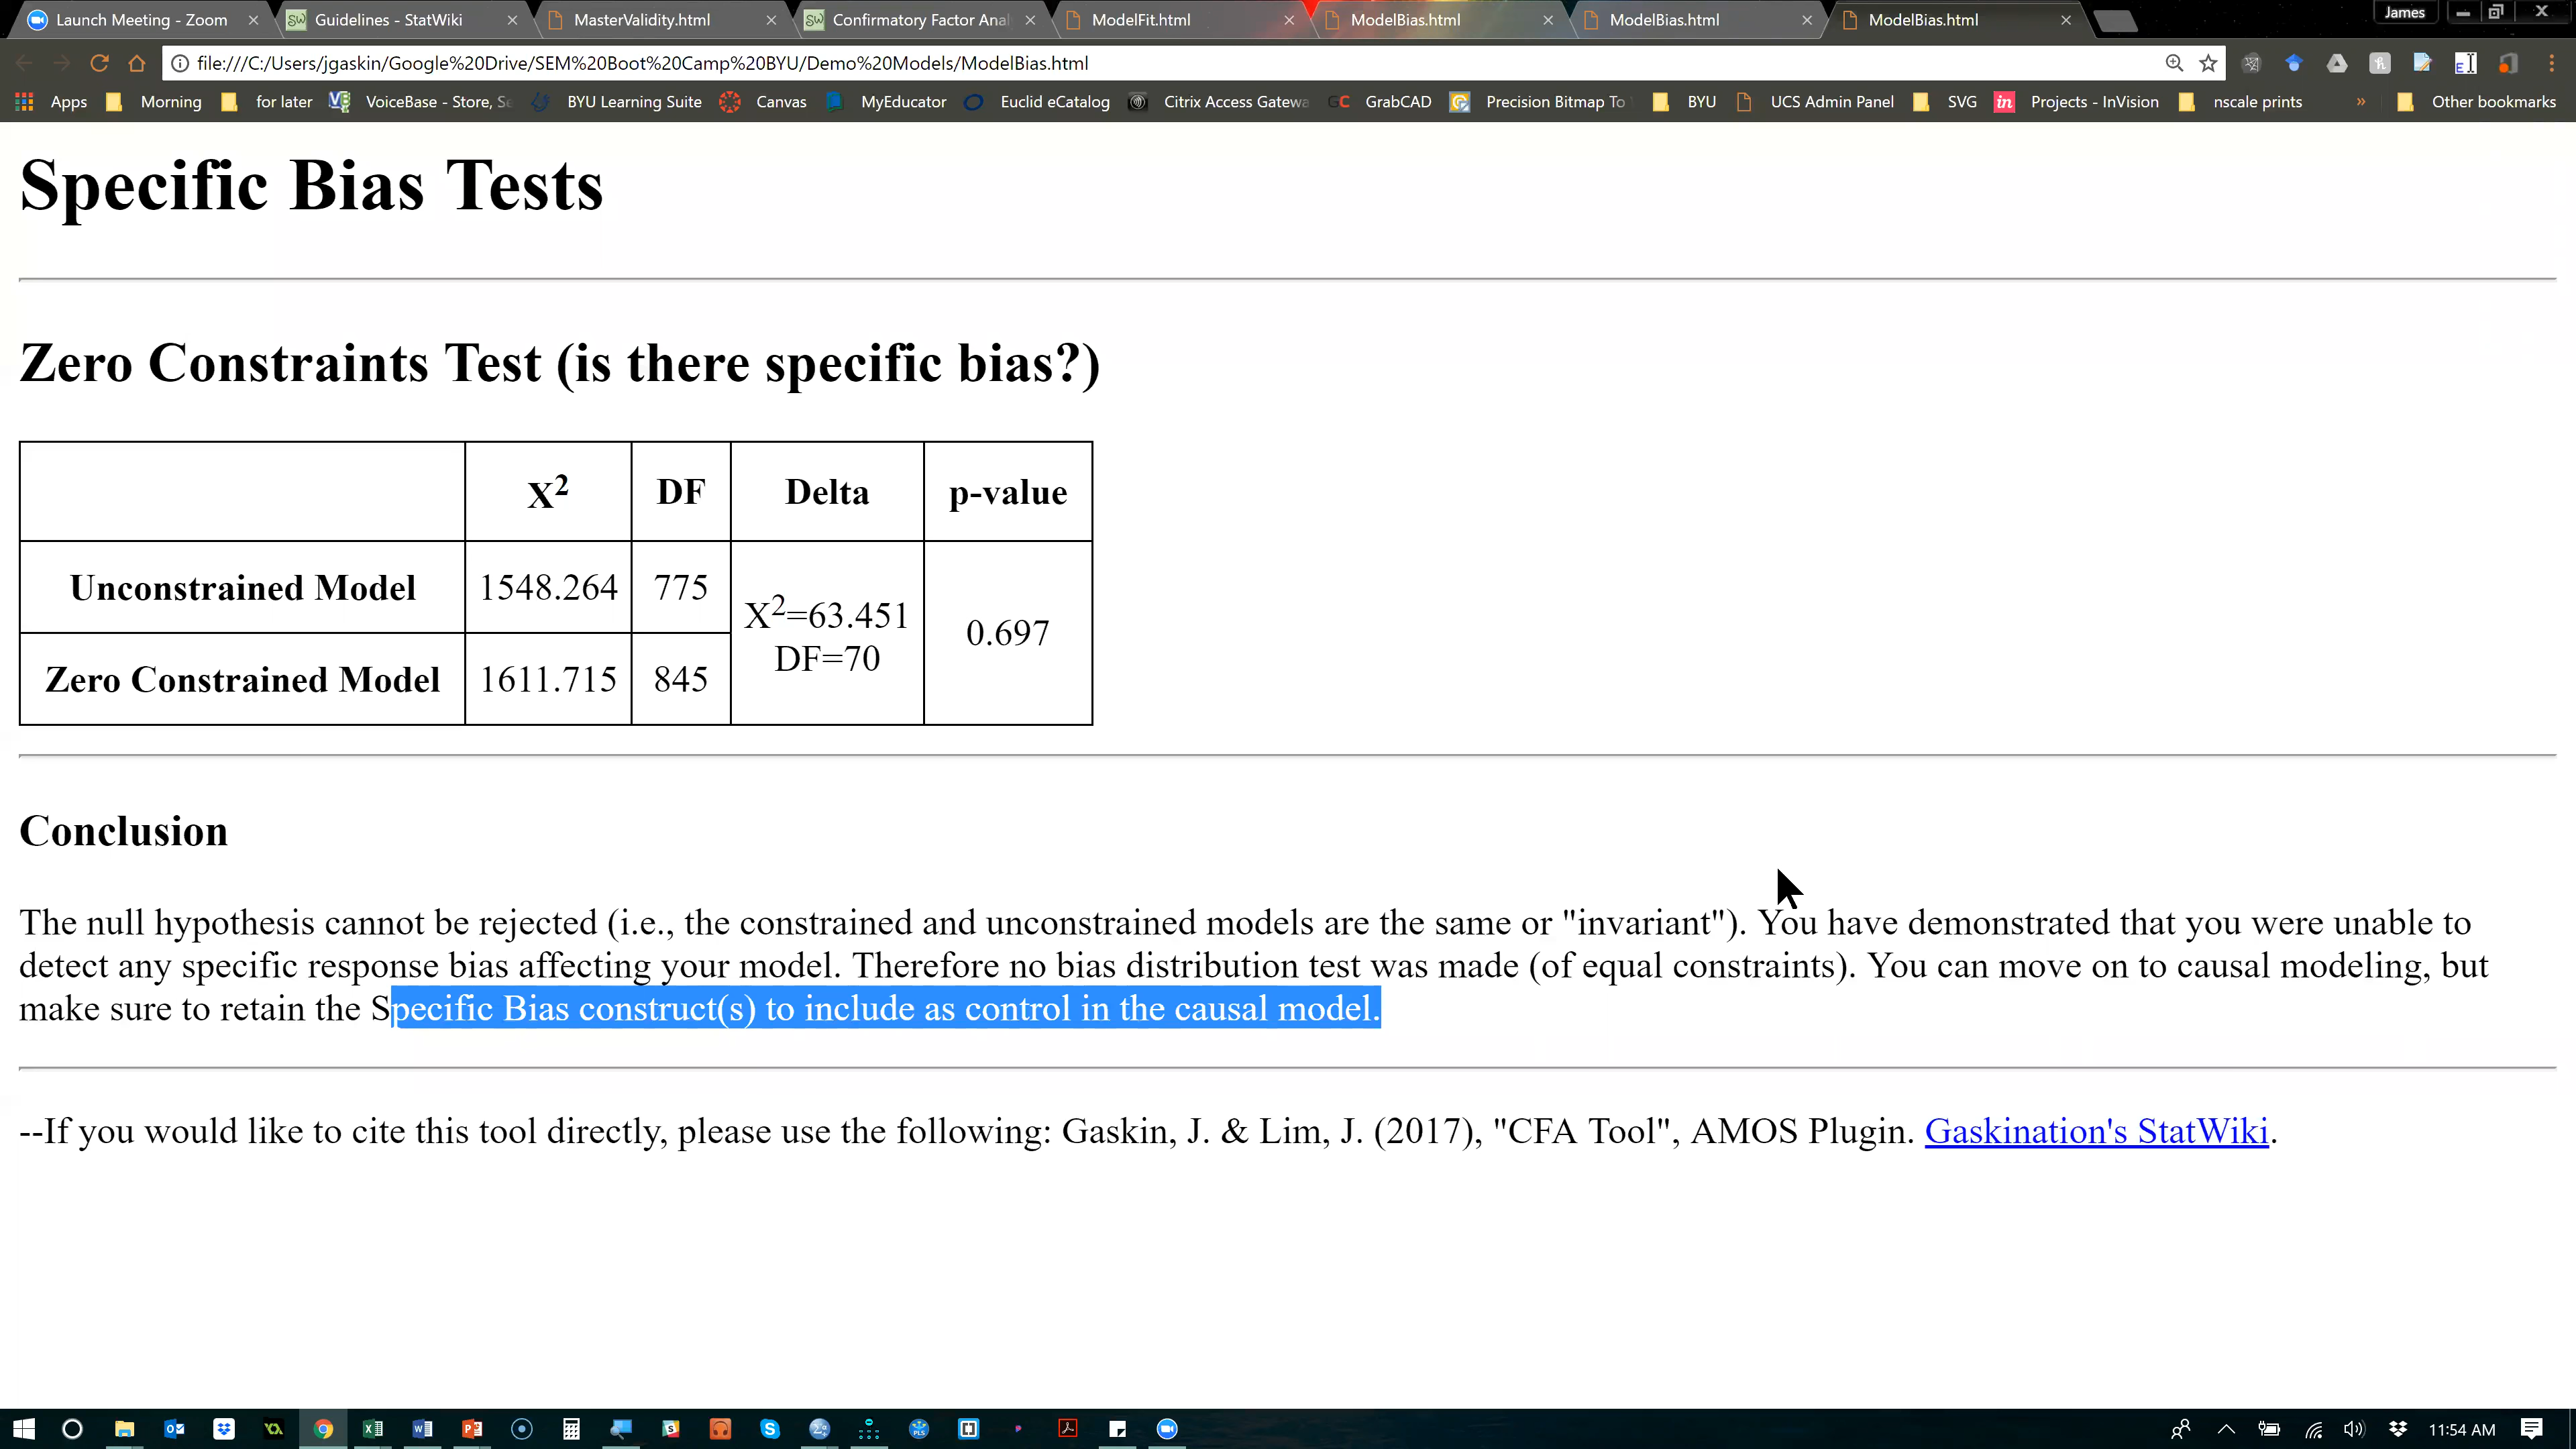 Launch Meeting - Zoom
Guidelines - StatWiki
MasterValidity.html
Confirmatory Factor Anal
ModelFit.html
ModelBias.html
ModelBias.html
ModelBias.html
James
file:///C:/Users/jgaskin/Google%20Drive/SEM%20Boot%20Camp%20BYU/Demo%20Models/ModelBias.html
Apps
Morning
for later
VoiceBase - Store, Se
BYU Learning Suite
Canvas
MyEducator
Euclid eCatalog
Citrix Access Gatewa
GrabCAD
Precision Bitmap To
BYU
UCS Admin Panel
SVG
Projects - InVision
nscale prints
»
Other bookmarks
Specific Bias Tests
Zero Constraints Test (is there specific bias?)
X² DF Delta p-value
Unconstrained Model 1548.264 775
X²=63.451
DF=70
0.697
Zero Constrained Model 1611.715 845
Conclusion
The null hypothesis cannot be rejected (i.e., the constrained and unconstrained models are the same or "invariant"). You have demonstrated that you were unable to
detect any specific response bias affecting your model. Therefore no bias distribution test was made (of equal constraints). You can move on to causal modeling, but
make sure to retain the Specific Bias construct(s) to include as control in the causal model.
--If you would like to cite this tool directly, please use the following: Gaskin, J. & Lim, J. (2017), "CFA Tool", AMOS Plugin. Gaskination's StatWiki.
11:54 AM